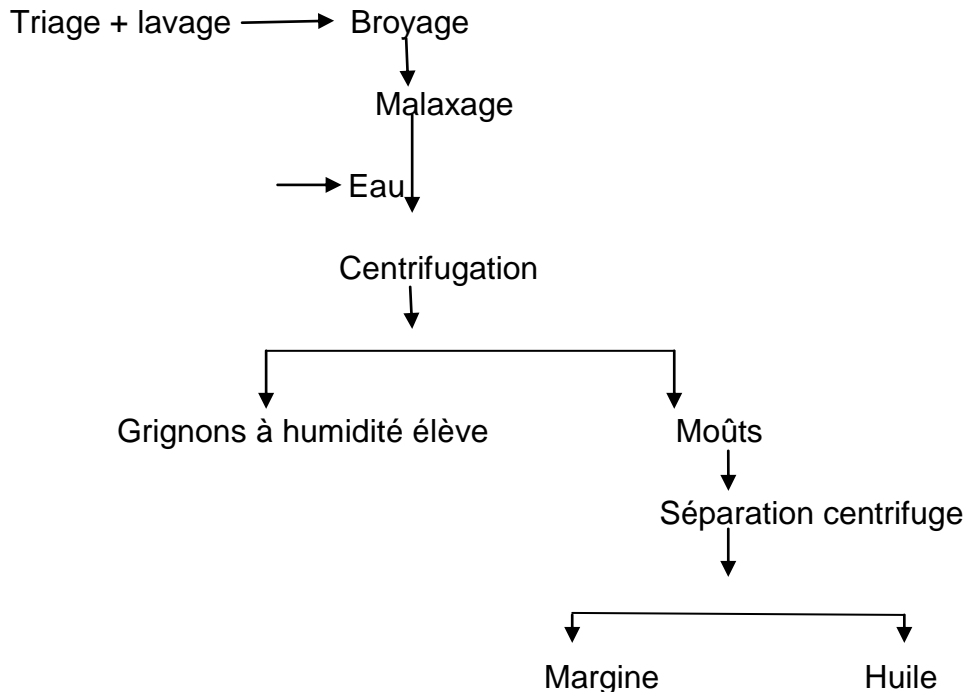 Triage + lavage Broyage
Malaxage
Eau
Centrifugation
Grignons à humidité élève Moûts
Séparation centrifuge
Margine Huile